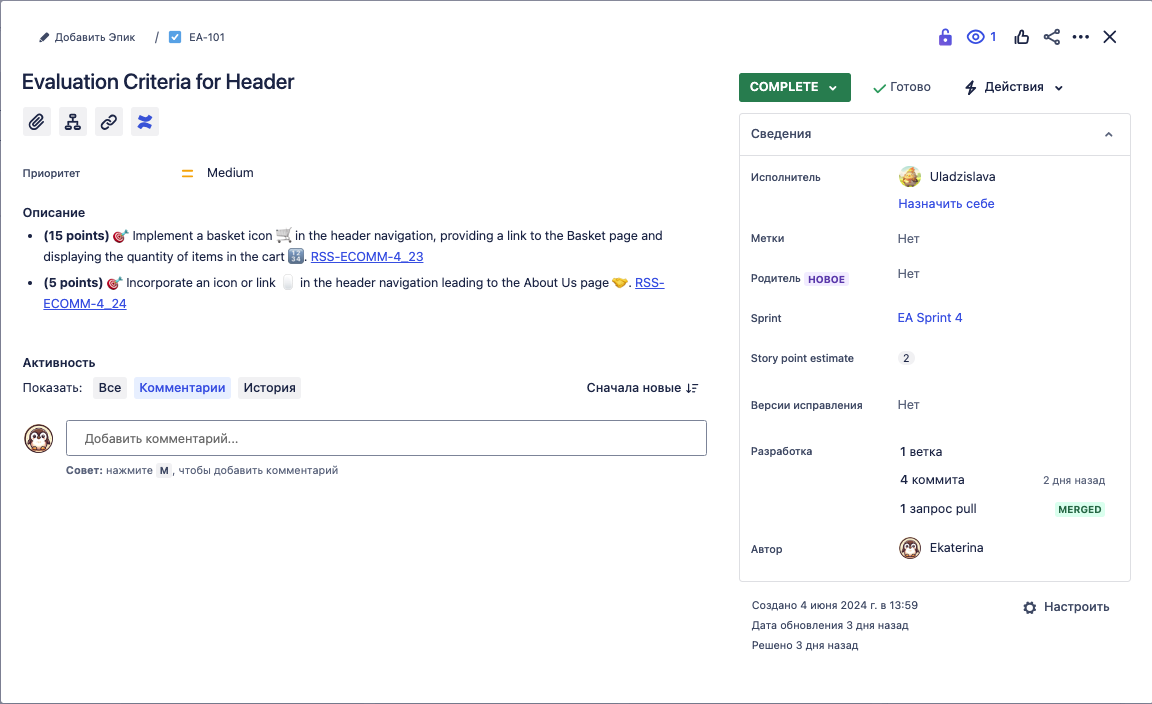 Добавить Эпик / EA-101
1
Evaluation Criteria for Header
COMPLETE
Готово
Действия
Приоритет
Medium
Описание
• (15 points) 🎯 Implement a basket icon 🛒 in the header navigation, providing a link to the Basket page and
displaying the quantity of items in the cart 🔢. RSS-ECOMM-4_23
• (5 points) 🎯 Incorporate an icon or link 🥛 in the header navigation leading to the About Us page 🤝. RSS-
ECOMM-4_24
Активность
Показать: Все Комментарии История
Сначала новые
Добавить комментарий...
Совет: нажмите M, чтобы добавить комментарий
Сведения
Исполнитель
Uladzislava
Назначить себе
Метки
Нет
Родитель НОВОЕ
Нет
Sprint
EA Sprint 4
Story point estimate
2
Версии исправления
Нет
Разработка
1 ветка
4 коммита
2 дня назад
1 запрос pull
MERGED
Автор
Ekaterina
Создано 4 июня 2024 г. в 13:59
Дата обновления 3 дня назад
Решено 3 дня назад
Настроить